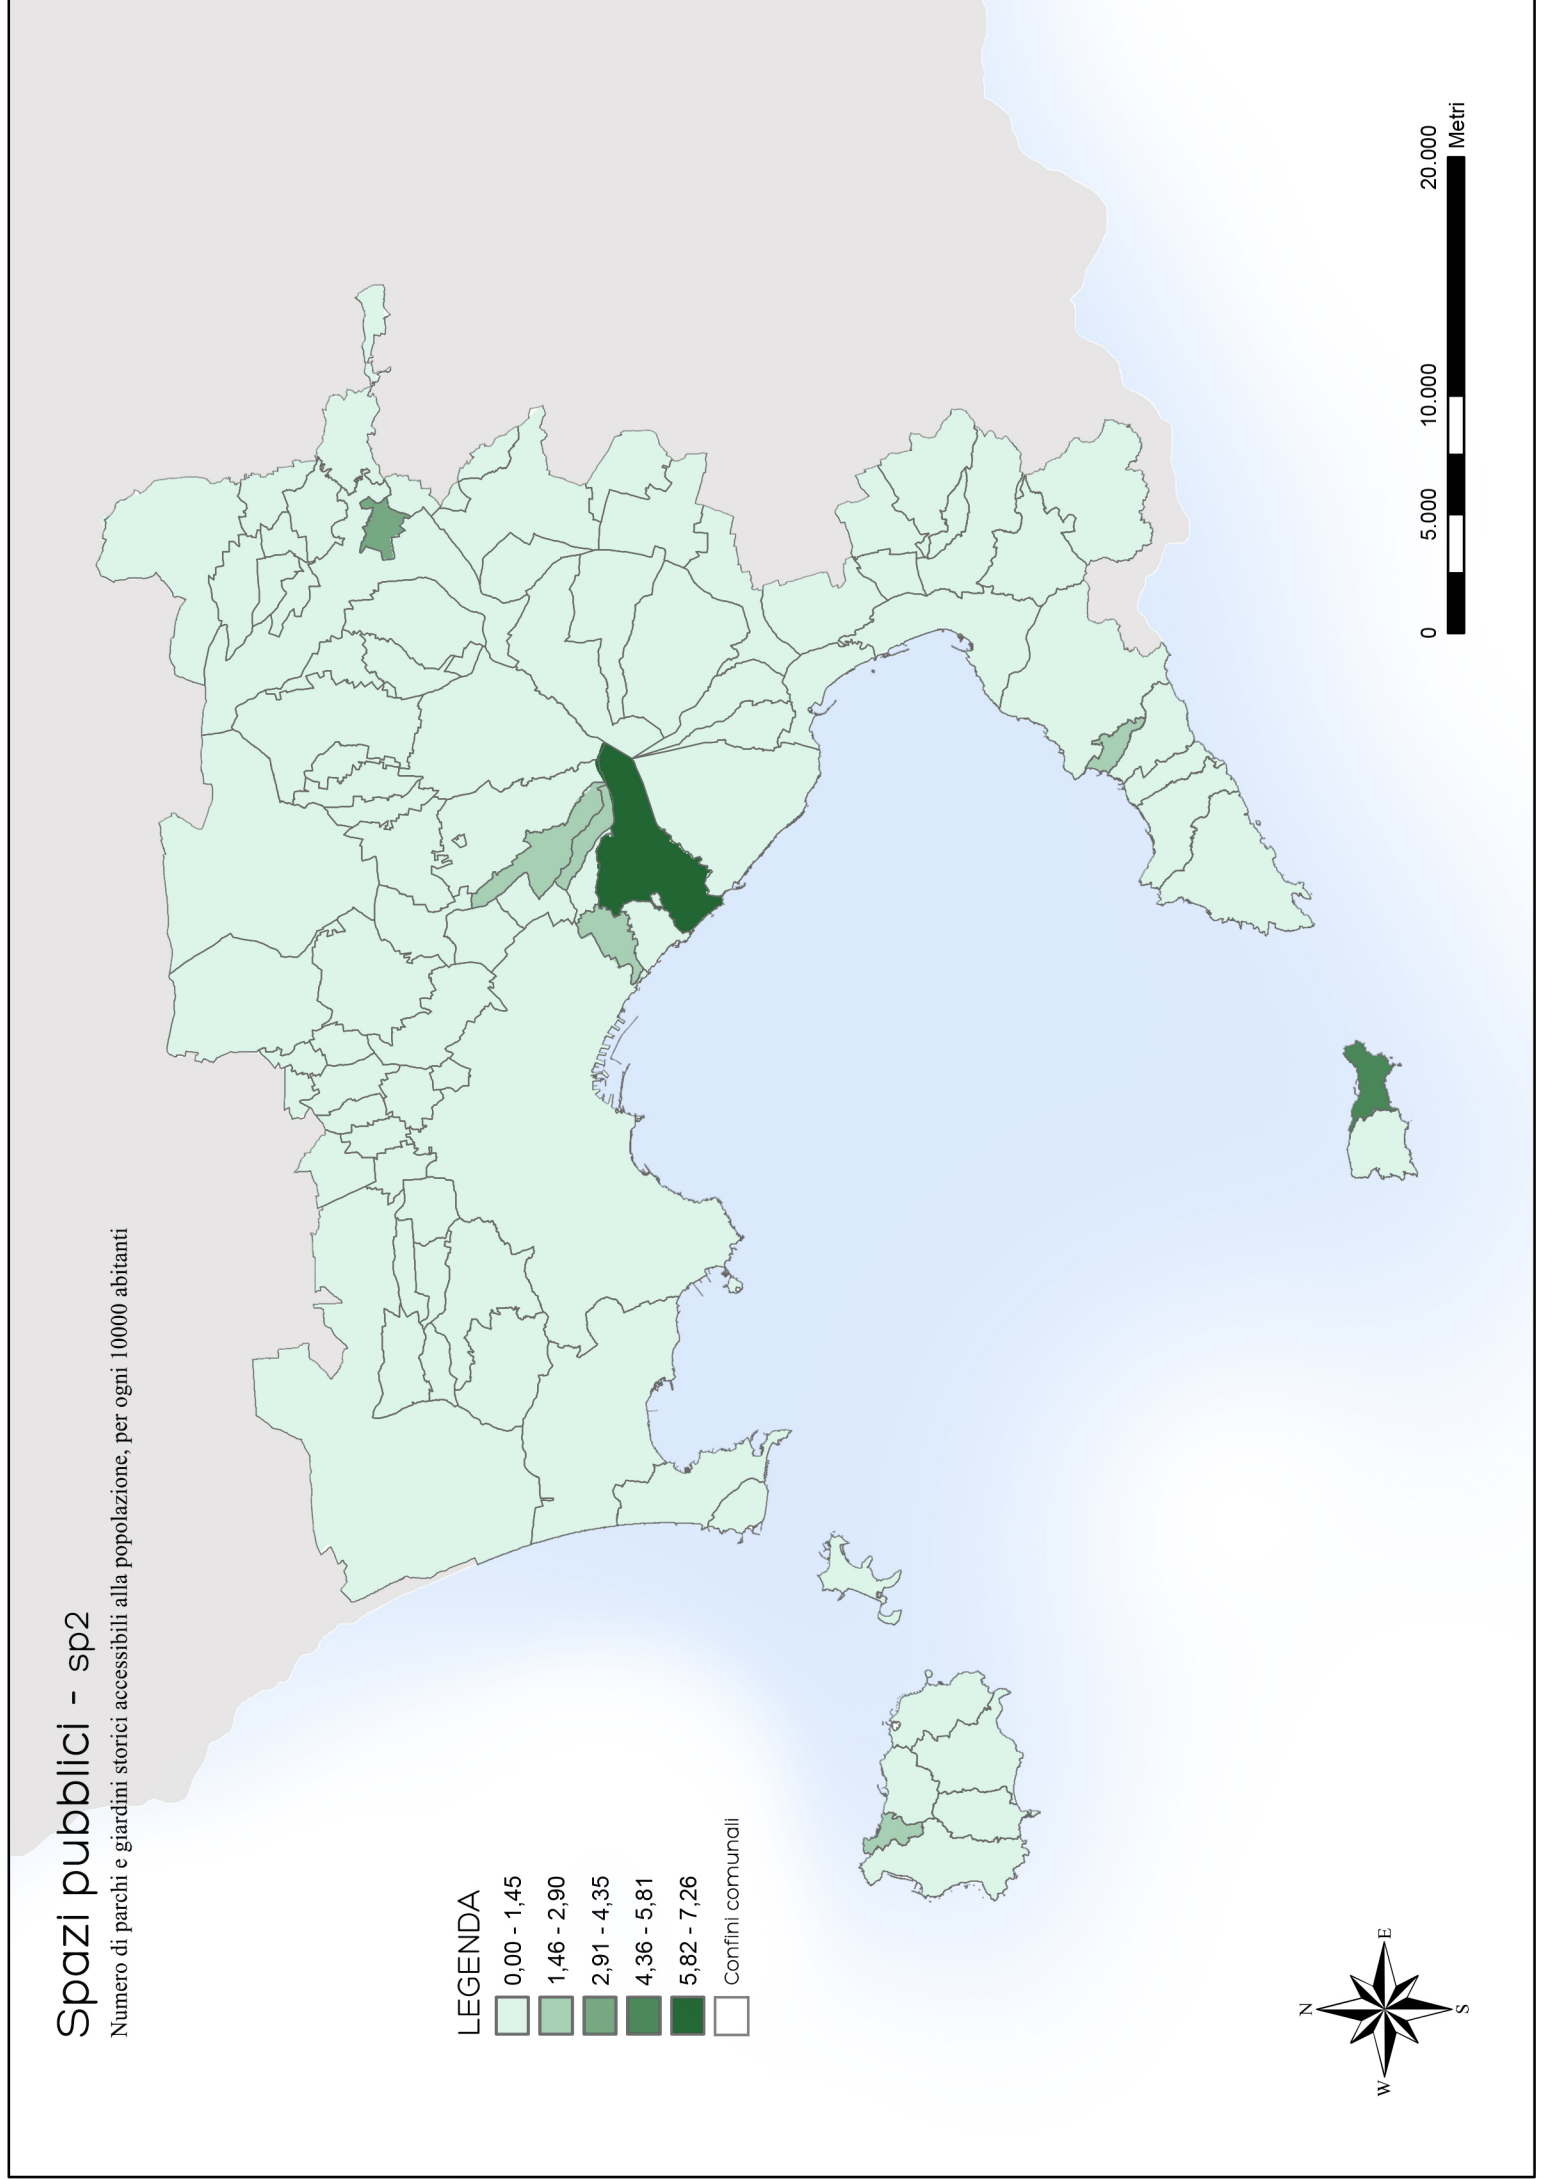 Spazi pubblici - sp2
Numero di parchi e giardini storici accessibili alla popolazione, per ogni 10000 abitanti
LEGENDA
0,00 - 1,45
1,46 - 2,90
2,91 - 4,35
4,36 - 5,81
5,82 - 7,26
Confini comunali
N
W
E
S
0
5.000
10.000
20.000
Metri